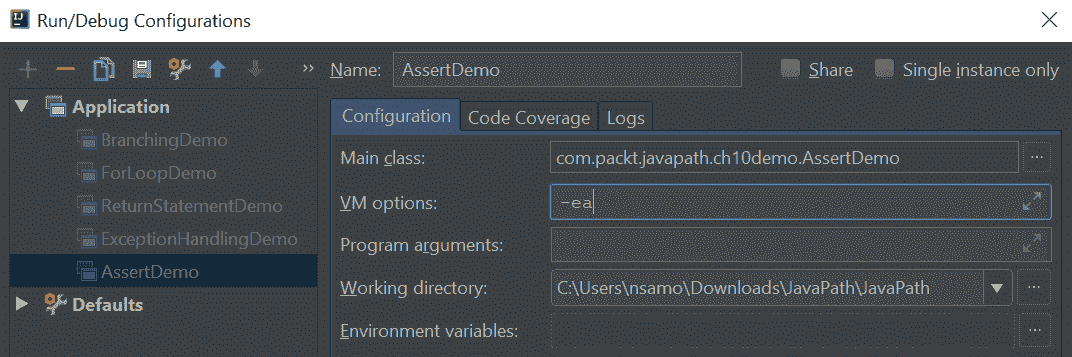 Run/Debug Configurations
Name: AssertDemo Share Single instance only
Application
BranchingDemo
ForLoopDemo
ReturnStatementDemo
ExceptionHandlingDemo
AssertDemo
Defaults
Configuration Code Coverage Logs
Main class: com.packt.javapath.ch10demo.AssertDemo ...
VM options: -ea
Program arguments:
Working directory: C:\Users\nsamo\Downloads\JavaPath\JavaPath ...
Environment variables: ...